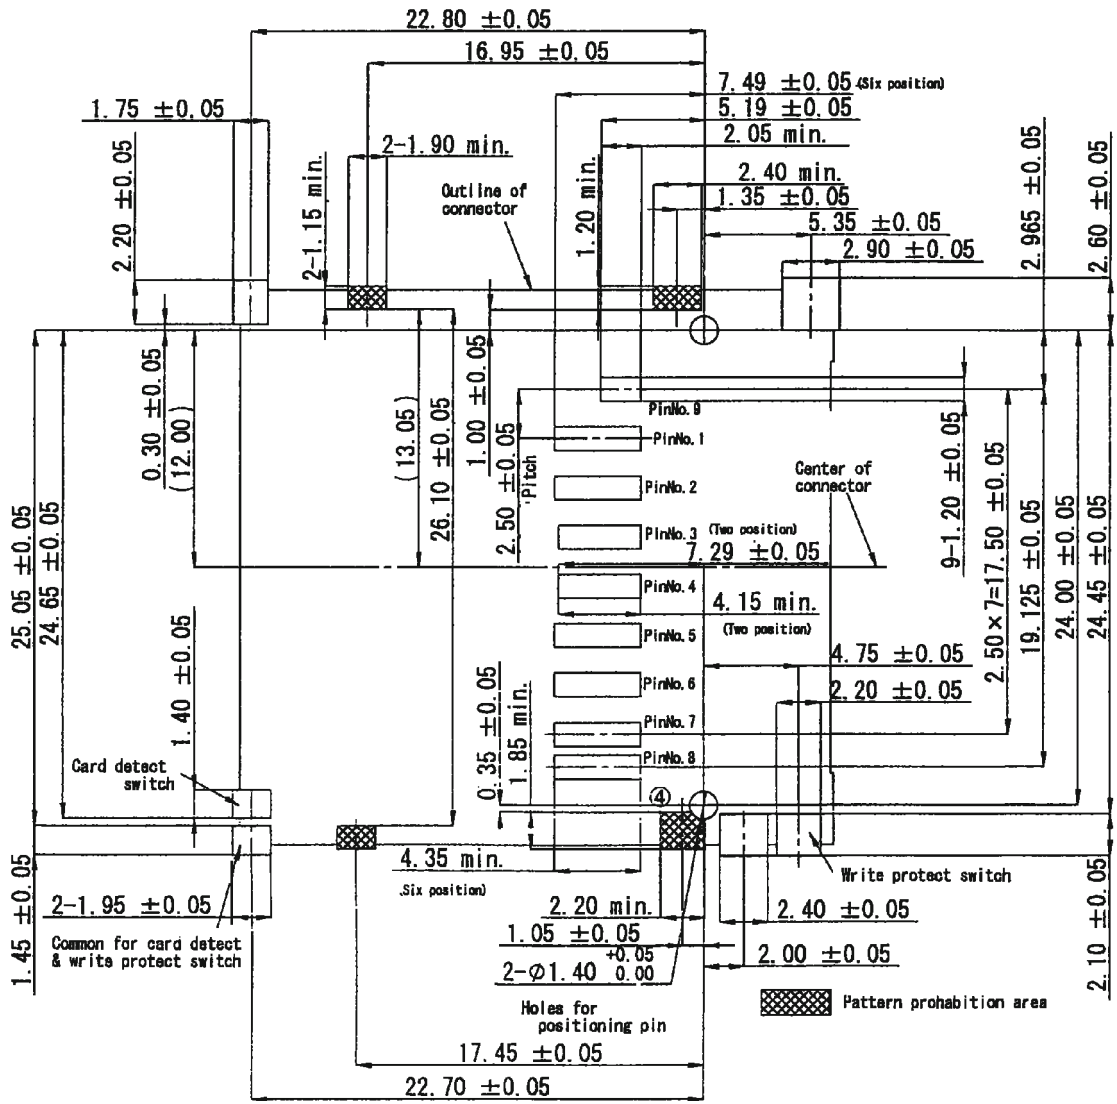 22.80 ±0.05
16.95 ±0.05
7.49 ±0.05 (Six position)
1.75 ±0.05
5.19 ±0.05
2-1.90 min.
2.05 min.
2.20 ±0.05
2-1.15 min.
Outline of
connector
1.20 min.
2.40 min.
1.35 ±0.05
5.35 ±0.05
2.90 ±0.05
2.965 ±0.05
2.60 ±0.05
0.30 ±0.05
(12.00)
(13.05)
26.10 ±0.05
1.00 ±0.05
2.50 ±0.05
Pitch
PinNo.9
PinNo.1
PinNo.2
PinNo.3
(Two position)
7.29 ±0.05
PinNo.4
4.15 min.
(Two position)
PinNo.5
PinNo.6
PinNo.7
PinNo.8
Center of
connector
9-1.20 ±0.05
2.50×7=17.50 ±0.05
19.125 ±0.05
24.00 ±0.05
24.45 ±0.05
25.05 ±0.05
24.65 ±0.05
1.40 ±0.05
0.35 ±0.05
1.85 min.
4.75 ±0.05
2.20 ±0.05
Card detect
switch
④
4.35 min.
Six position)
Write protect switch
1.45 ±0.05
2-1.95 ±0.05
2.20 min.
2.40 ±0.05
2.10 ±0.05
Common for card detect
& write protect switch
1.05 ±0.05
2.00 ±0.05
2-Φ1.40 +0.05 0.00
Holes for
positioning pin
Pattern prohabition area
17.45 ±0.05
22.70 ±0.05